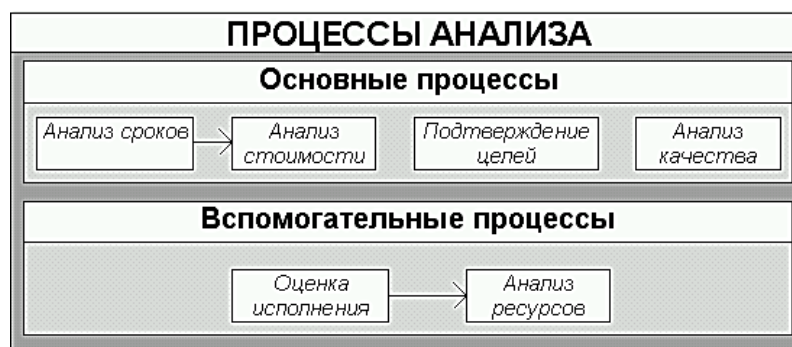 ПРОЦЕССЫ АНАЛИЗА
Основные процессы
Анализ сроков
Анализ
стоимости
Подтверждение
целей
Анализ
качества
Вспомогательные процессы
Оценка
исполнения
Анализ
ресурсов